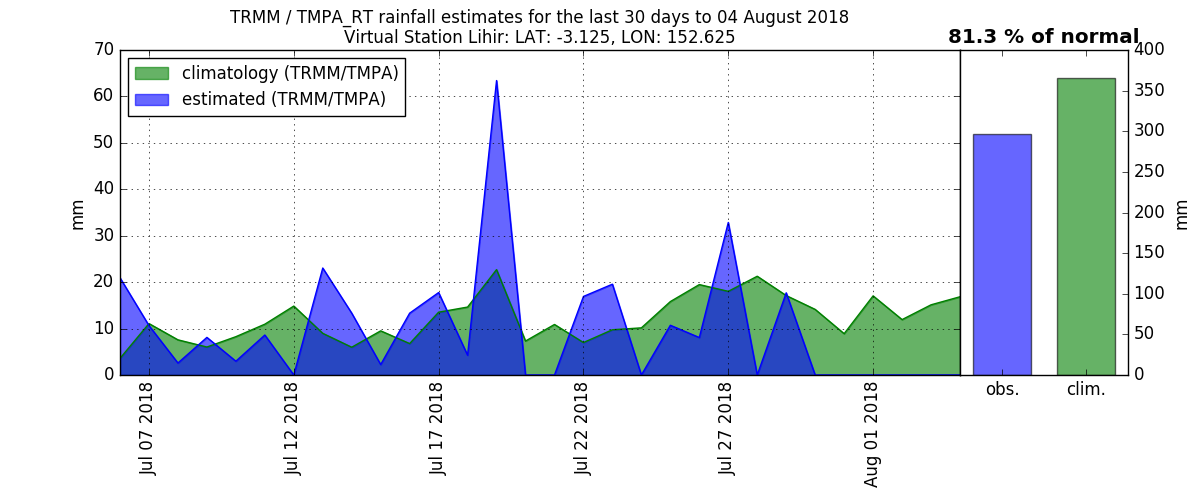 TRMM / TMPA_RT rainfall estimates for the last 30 days to 04 August 2018
Virtual Station Lihir: LAT: -3.125, LON: 152.625
81.3 % of normal
climatology (TRMM/TMPA)
estimated (TRMM/TMPA)
70
60
50
40
30
20
10
0
mm
Jul 07 2018
Jul 12 2018
Jul 17 2018
Jul 22 2018
Jul 27 2018
Aug 01 2018
obs.
clim.
400
350
300
250
200
150
100
50
0
mm